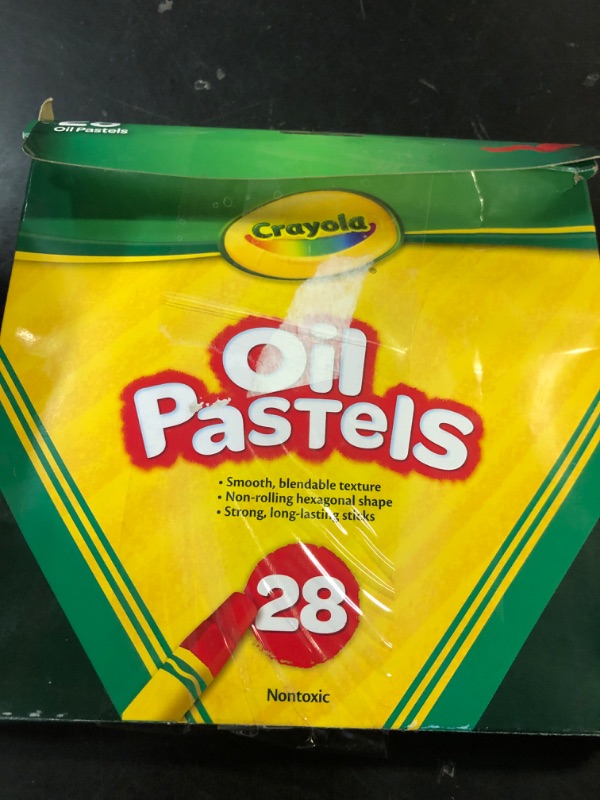 Oil Pastels
Crayola
Oil
Pastels
• Smooth, blendable texture
• Non-rolling hexagonal shape
• Strong, long-lasting sticks
28
Nontoxic